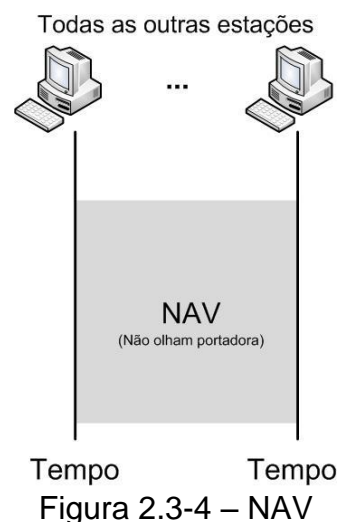 Todas as outras estações
...
NAV
(Não olham portadora)
Tempo Tempo
Figura 2.3-4 – NAV